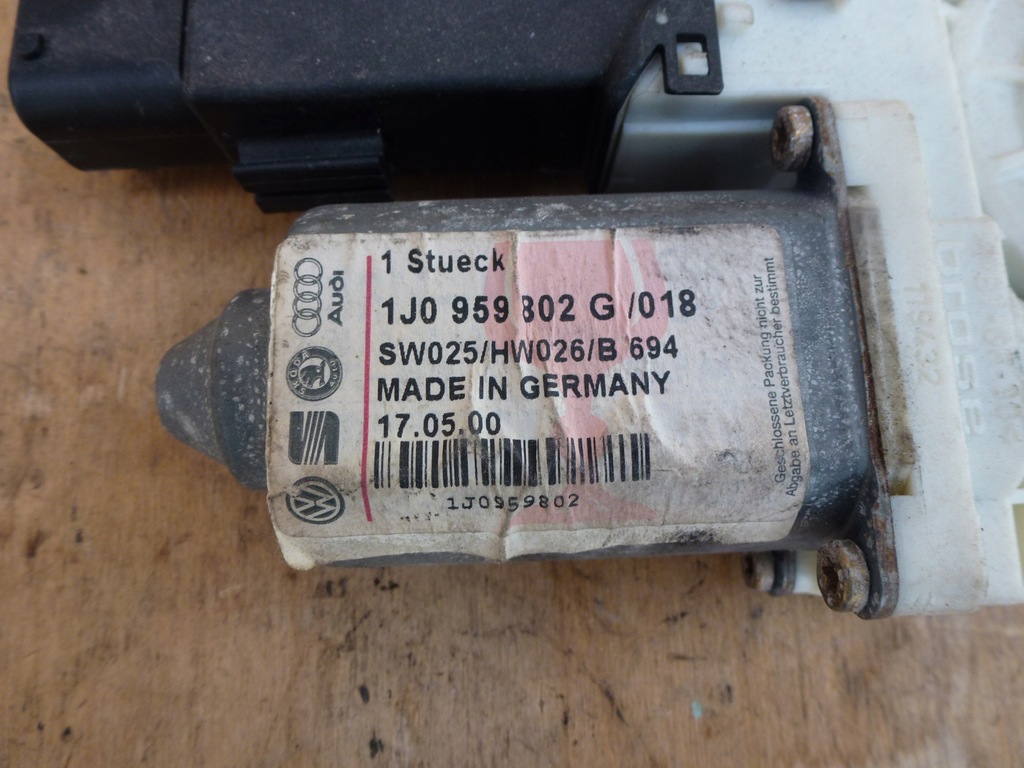 Audi
SKODA
1 Stueck
1J0 959 802 G /018
SW025/HW026/B 694
MADE IN GERMANY
17.05.00
1J0959802
Geschlossene Packung nicht zur
Abgabe an Letztverbraucher bestimmt